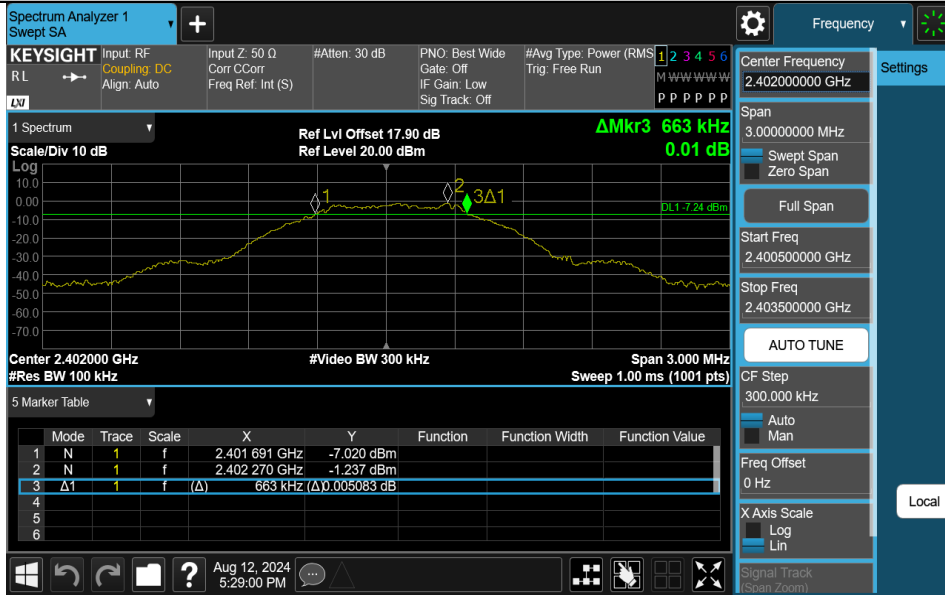 Spectrum Analyzer 1
Swept SA
Frequency
KEYSIGHT
RL
LXI
Input: RF
Coupling: DC
Align: Auto
Input Z: 50 Ω
Corr CCorr
Freq Ref: Int (S)
#Atten: 30 dB
PNO: Best Wide
Gate: Off
IF Gain: Low
Sig Track: Off
#Avg Type: Power (RMS
Trig: Free Run
1 2 3 4 5 6
M W W W W W
P P P P P P
Center Frequency
2.402000000 GHz
Settings
Span
3.00000000 MHz
Swept Span
Zero Span
Full Span
Start Freq
2.400500000 GHz
Stop Freq
2.403500000 GHz
AUTO TUNE
CF Step
300.000 kHz
Auto
Man
Freq Offset
0 Hz
X Axis Scale
Log
Lin
Signal Track
(Span Zoom)
Local
1 Spectrum
Scale/Div 10 dB
Ref Lvl Offset 17.90 dB
Ref Level 20.00 dBm
ΔMkr3 663 kHz
0.01 dB
Log
10.0
0.00
-10.0
-20.0
-30.0
-40.0
-50.0
-60.0
-70.0
1
2
3Δ1
DL1 -7.24 dBm
Center 2.402000 GHz
#Res BW 100 kHz
#Video BW 300 kHz
Span 3.000 MHz
Sweep 1.00 ms (1001 pts)
5 Marker Table
Mode Trace Scale X Y Function Function Width Function Value
1 N 1 f 2.401 691 GHz -7.020 dBm
2 N 1 f 2.402 270 GHz -1.237 dBm
3 Δ1 1 f (Δ) 663 kHz (Δ)0.005083 dB
4
5
6
?
Aug 12, 2024
5:29:00 PM